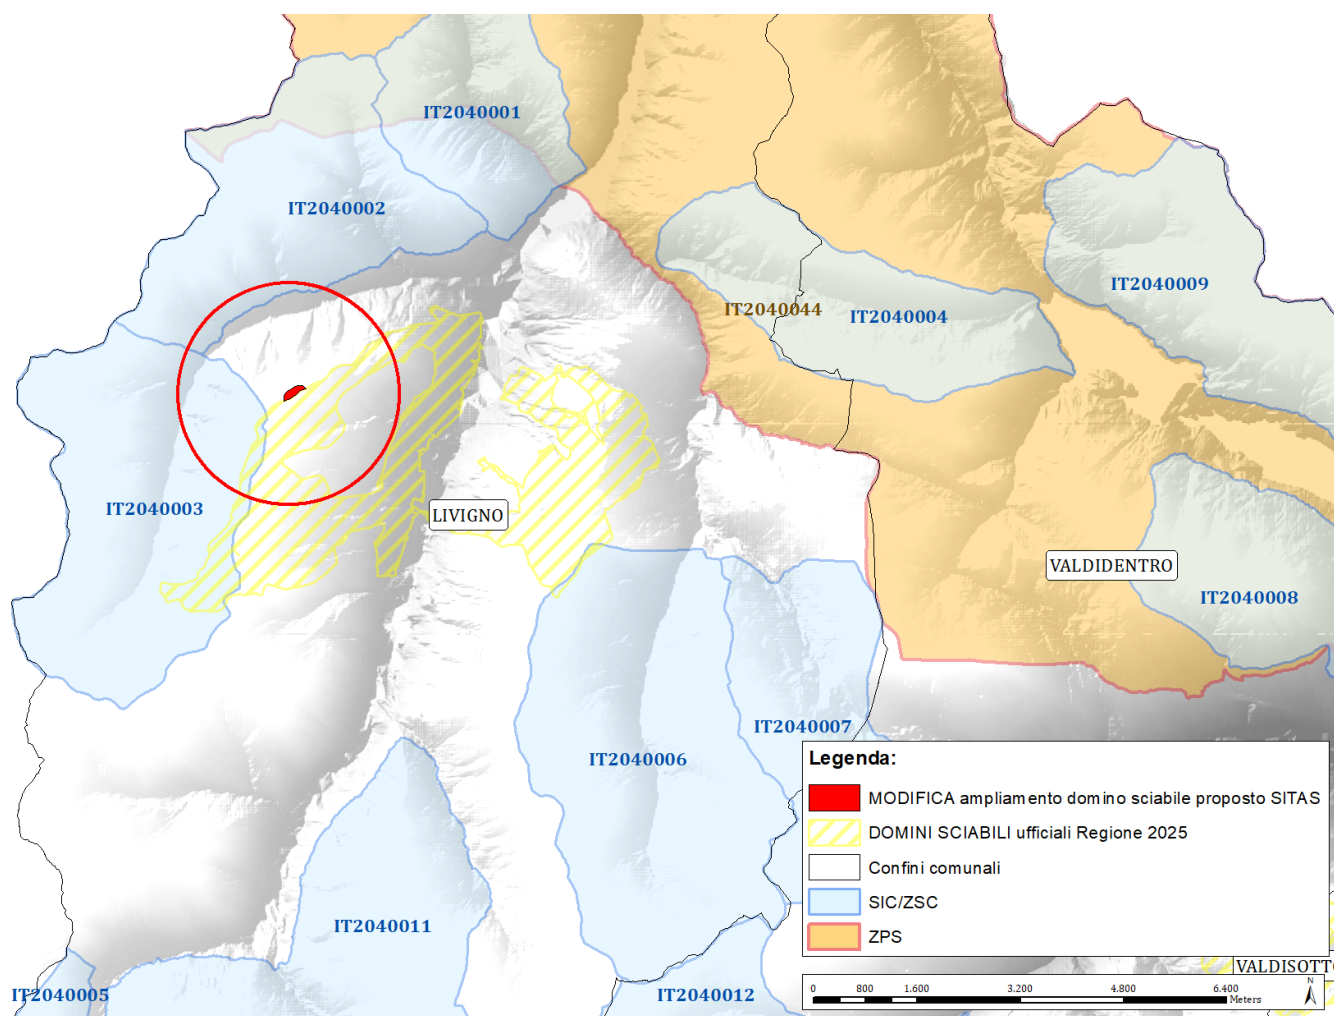 IT2040001
IT2040002
IT2040009
IT2040044
IT2040004
IT2040003
LIVIGNO
VALDIDENTRO
IT2040008
IT2040007
IT2040006
IT2040011
IT2040005
IT2040012
Legenda:
MODIFICA ampliamento domino sciabile proposto SITAS
DOMINI SCIABILI ufficiali Regione 2025
Confini comunali
SIC/ZSC
ZPS
VALDISOTTO
0 800 1.600 3.200 4.800 6.400
Meters
N